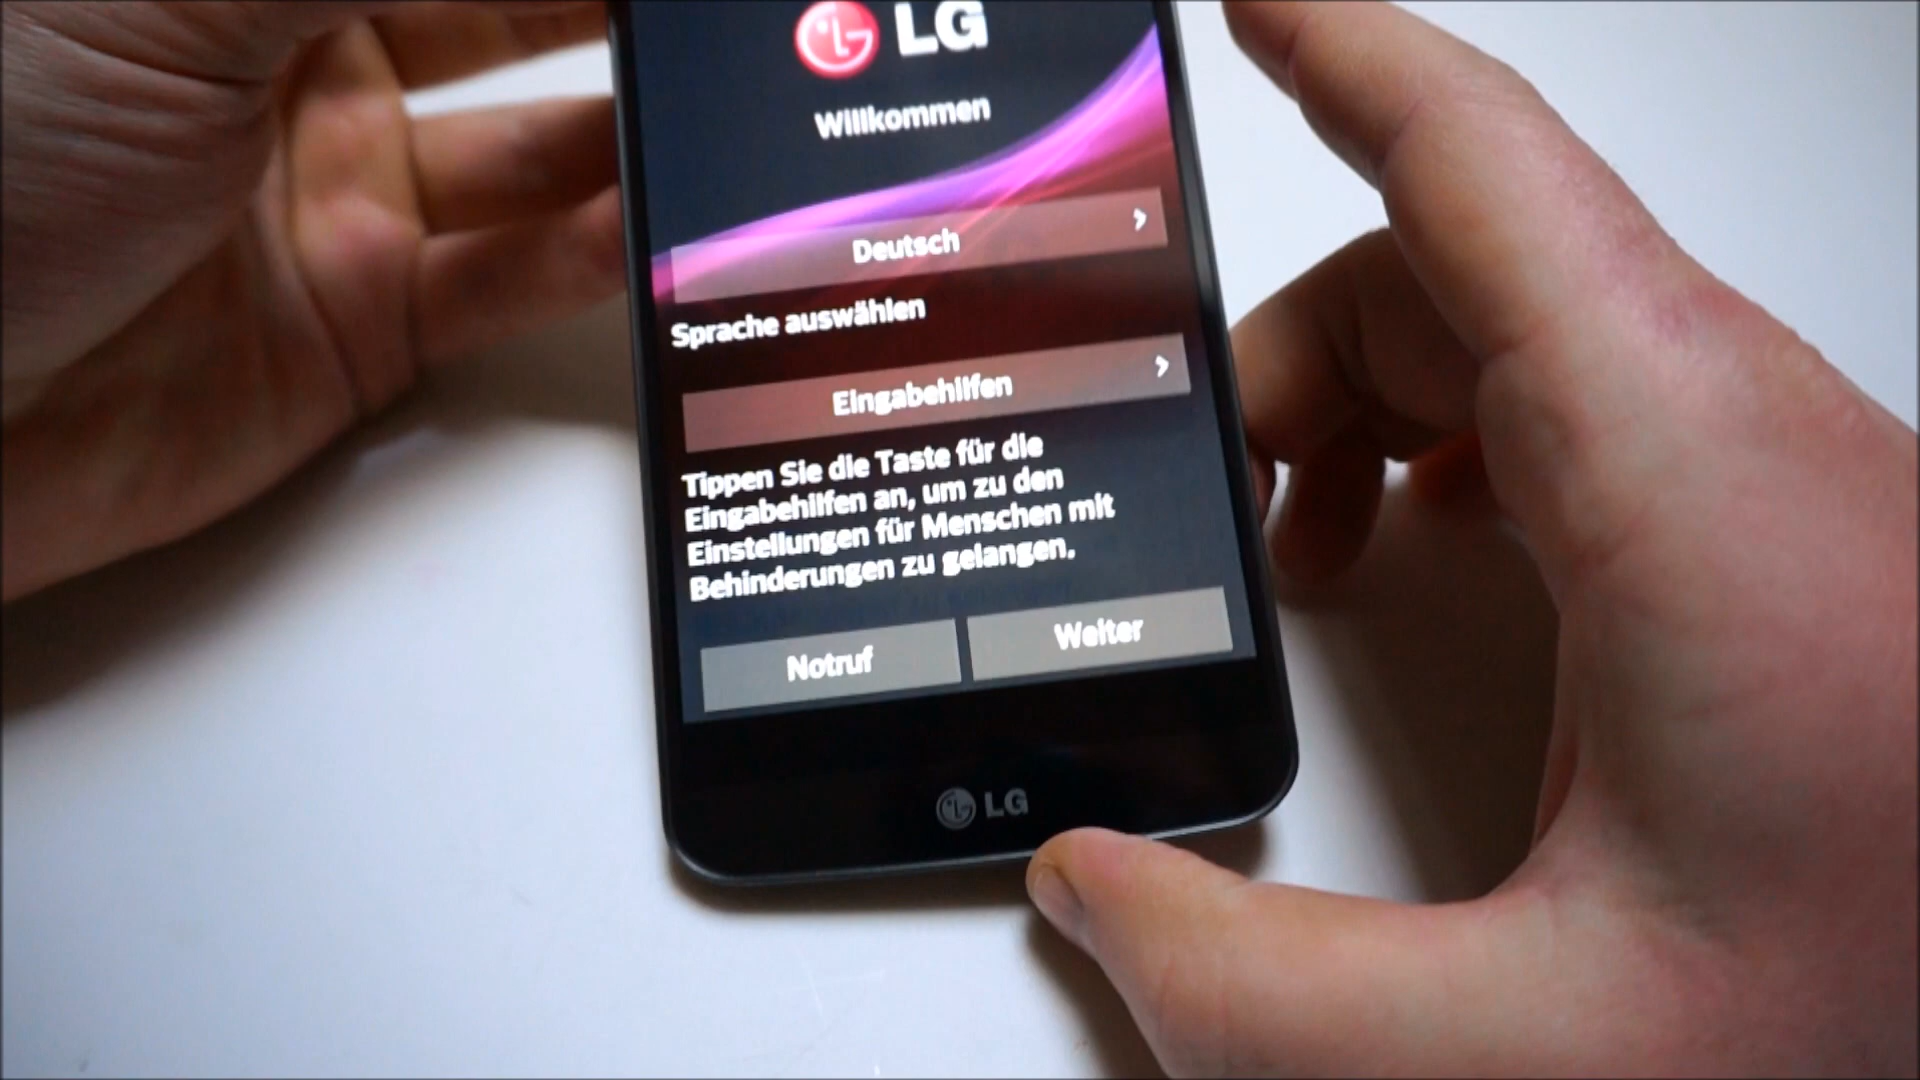 LG
Willkommen
Deutsch
Sprache auswählen
Eingabehilfen
Tippen Sie die Taste für die
Eingabehilfen an, um zu den
Einstellungen für Menschen mit
Behinderungen zu gelangen.
Notruf Weiter
LG